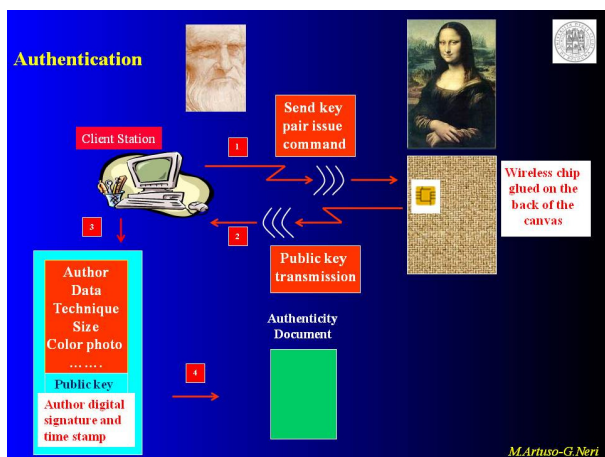 Authentication
Client Station
1
Send key
pair issue
command
Wireless chip
glued on the
back of the
canvas
2
Public key
transmission
3
Author
Data
Technique
Size
Color photo
.......
Public key
Author digital
signature and
time stamp
4
Authenticity
Document
M.Artuso-G.Neri